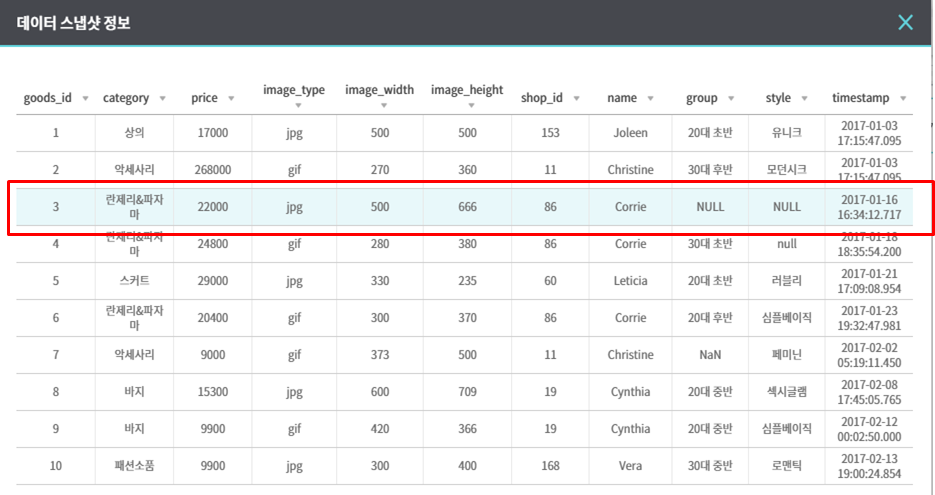 데이터 스냅샷 정보
goods_id category price image_type image_width image_height shop_id name group style timestamp
1 상의 17000 jpg 500 500 153 Joleen 20대 초반 유니크 2017-01-03 17:15:47.095
2 악세사리 268000 gif 270 360 11 Christine 30대 후반 모던시크 2017-01-03 17:15:47.095
3 란제리&파자마 22000 jpg 500 666 86 Corrie NULL NULL 2017-01-16 16:34:12.717
4 란제리&파자마 24800 gif 280 380 86 Corrie 30대 초반 null 2017-01-18 18:35:54.200
5 스커트 29000 jpg 330 235 60 Leticia 20대 초반 러블리 2017-01-21 17:09:08.954
6 란제리&파자마 20400 gif 300 370 86 Corrie 20대 후반 심플베이직 2017-01-23 19:32:47.981
7 악세사리 9000 gif 373 500 11 Christine NaN 페미닌 2017-02-02 05:19:11.450
8 바지 15300 jpg 600 709 19 Cynthia 20대 중반 섹시글램 2017-02-08 17:45:05.765
9 바지 9900 gif 420 366 19 Cynthia 20대 중반 심플베이직 2017-02-12 00:02:50.000
10 패션소품 9900 jpg 300 400 168 Vera 30대 중반 로맨틱 2017-02-13 19:00:24.854